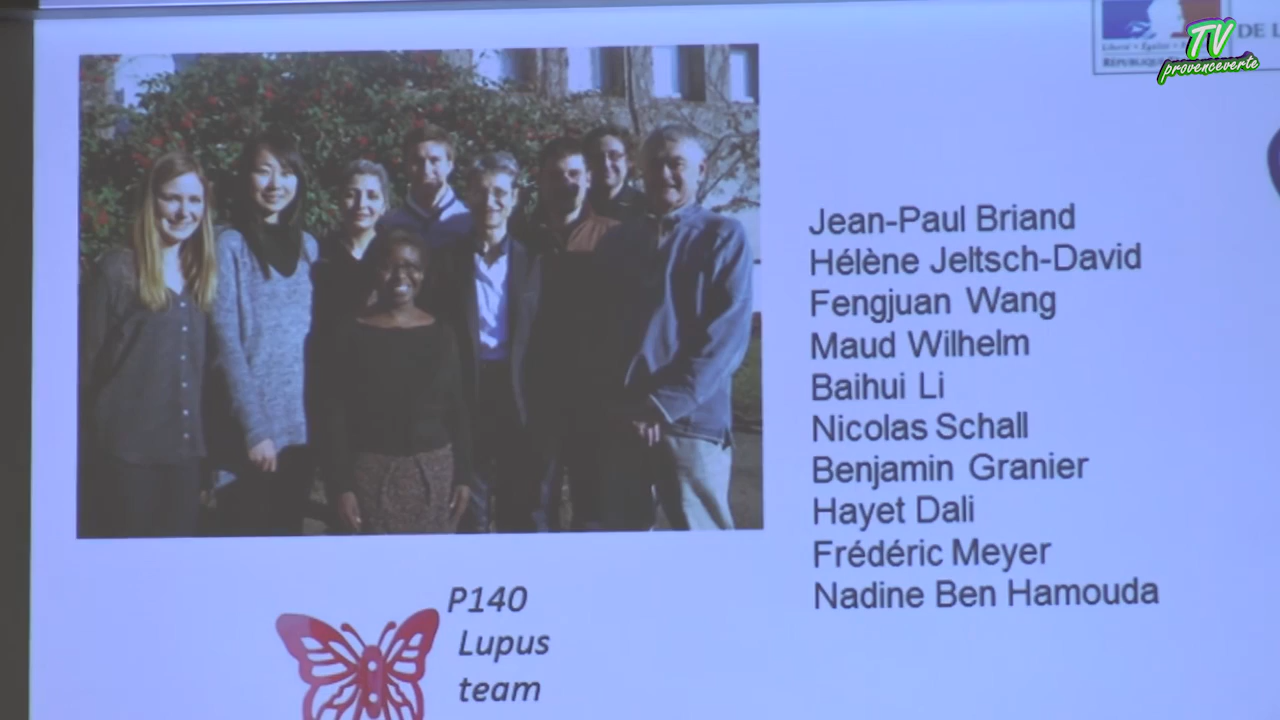 DE L
TV
provenceverte
Jean-Paul Briand
Hélène Jeltsch-David
Fengjuan Wang
Maud Wilhelm
Baihui Li
Nicolas Schall
Benjamin Granier
Hayet Dali
Frédéric Meyer
Nadine Ben Hamouda
P140
Lupus
team